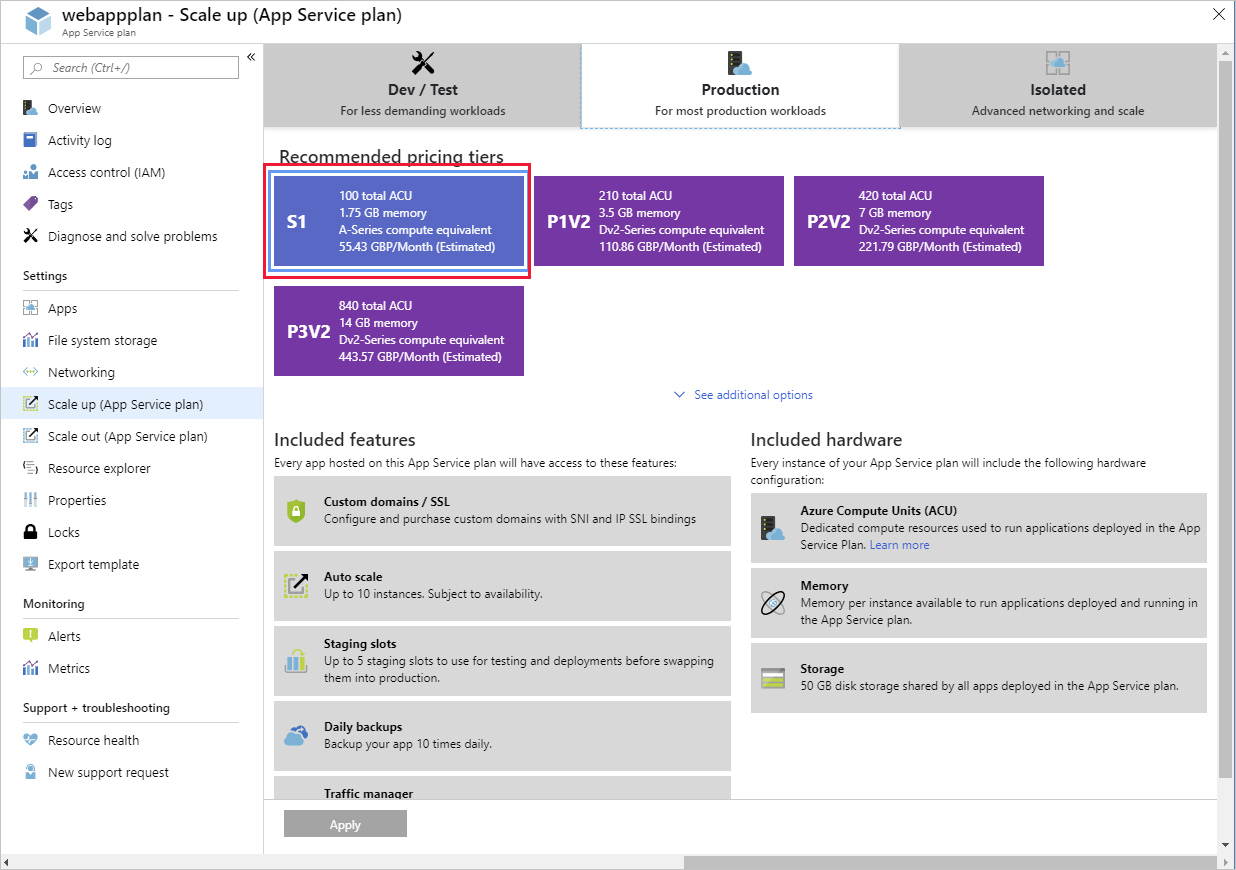 webappplan - Scale up (App Service plan)
App Service plan
Search (Ctrl+/)
Overview
Activity log
Access control (IAM)
Tags
Diagnose and solve problems
Settings
Apps
File system storage
Networking
Scale up (App Service plan)
Scale out (App Service plan)
Resource explorer
Properties
Locks
Export template
Monitoring
Alerts
Metrics
Support + troubleshooting
Resource health
New support request
Dev / Test
For less demanding workloads
Production
For most production workloads
Isolated
Advanced networking and scale
Recommended pricing tiers
S1
100 total ACU
1.75 GB memory
A-Series compute equivalent
55.43 GBP/Month (Estimated)
P1V2
210 total ACU
3.5 GB memory
Dv2-Series compute equivalent
110.86 GBP/Month (Estimated)
P2V2
420 total ACU
7 GB memory
Dv2-Series compute equivalent
221.79 GBP/Month (Estimated)
P3V2
840 total ACU
14 GB memory
Dv2-Series compute equivalent
443.57 GBP/Month (Estimated)
See additional options
Included features
Every app hosted on this App Service plan will have access to these features:
Custom domains / SSL
Configure and purchase custom domains with SNI and IP SSL bindings
Auto scale
Up to 10 instances. Subject to availability.
Staging slots
Up to 5 staging slots to use for testing and deployments before swapping
them into production.
Daily backups
Backup your app 10 times daily.
Traffic manager
Included hardware
Every instance of your App Service plan will include the following hardware
configuration:
Azure Compute Units (ACU)
Dedicated compute resources used to run applications deployed in the App
Service Plan. Learn more
Memory
Memory per instance available to run applications deployed and running in
the App Service plan.
Storage
50 GB disk storage shared by all apps deployed in the App Service plan.
Apply